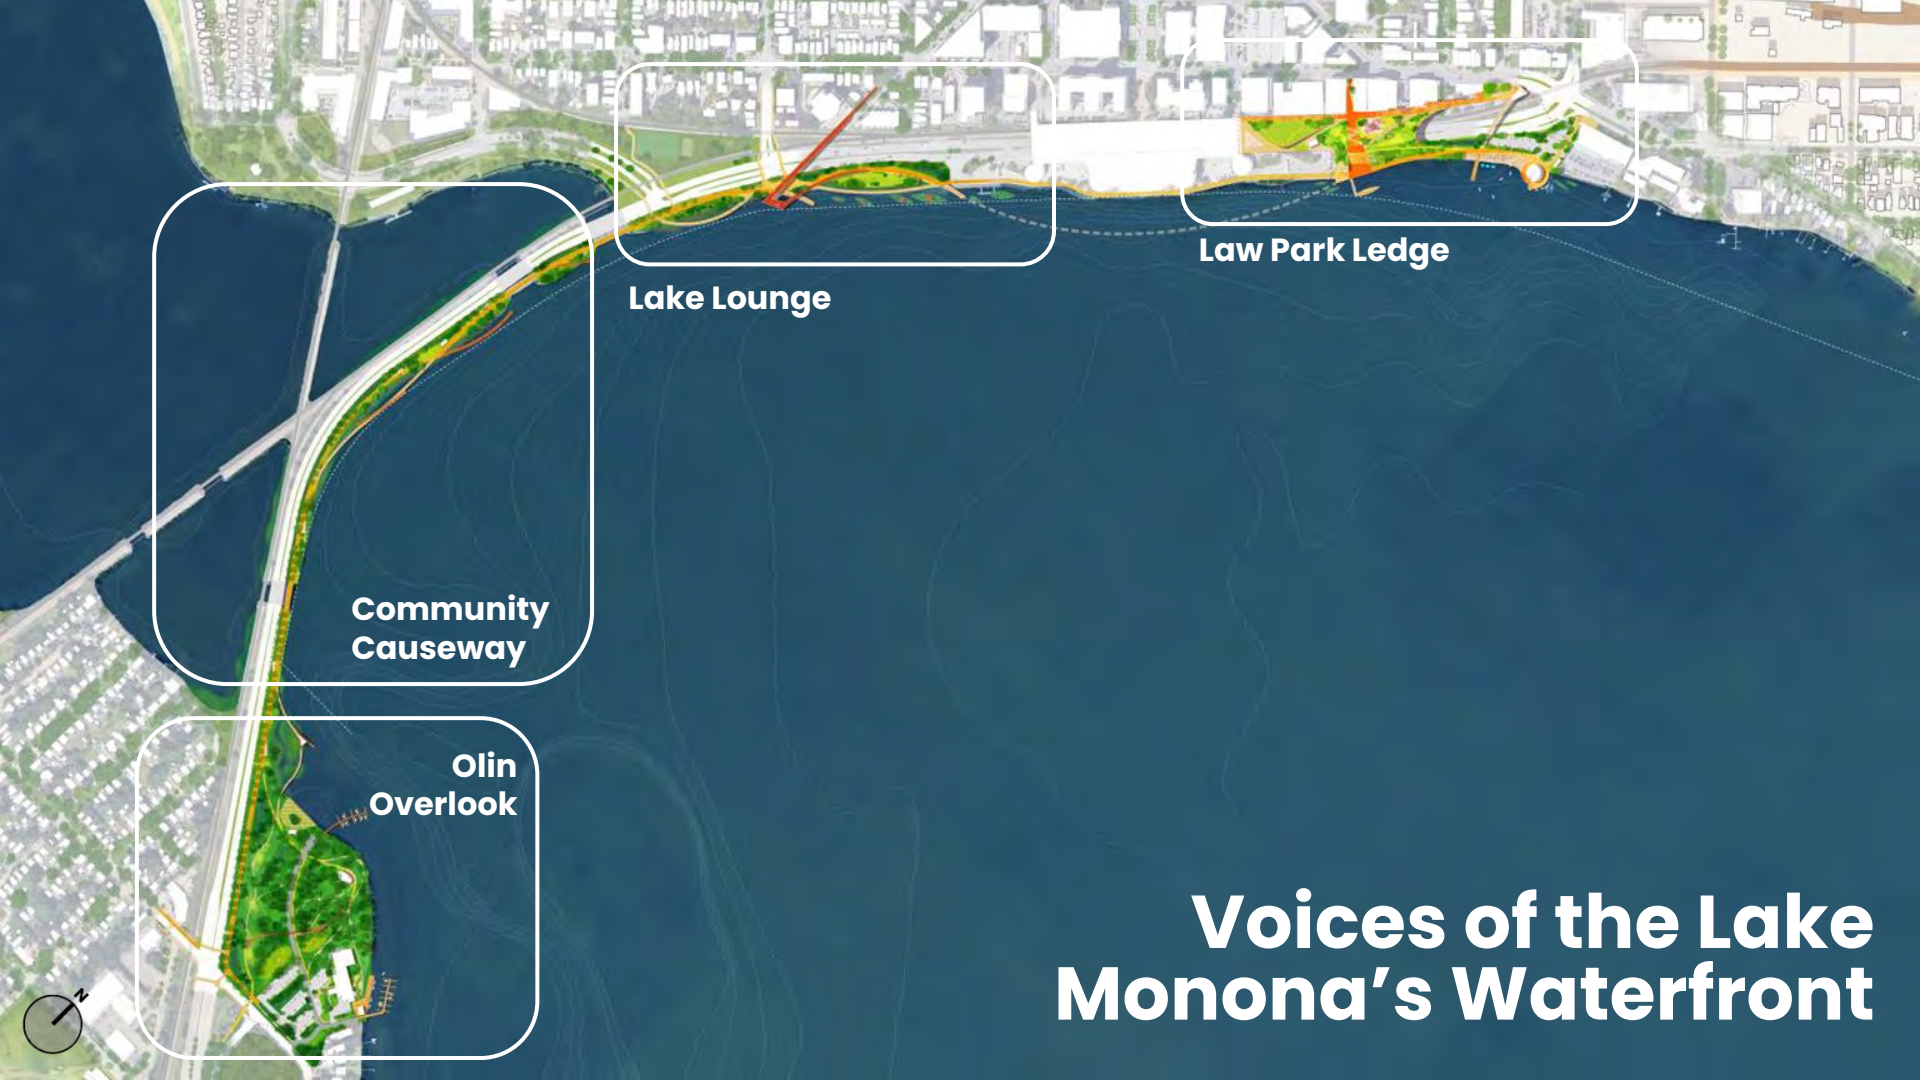 Law Park Ledge
Lake Lounge
Community
Causeway
Olin
Overlook
Voices of the Lake
Monona’s Waterfront
N